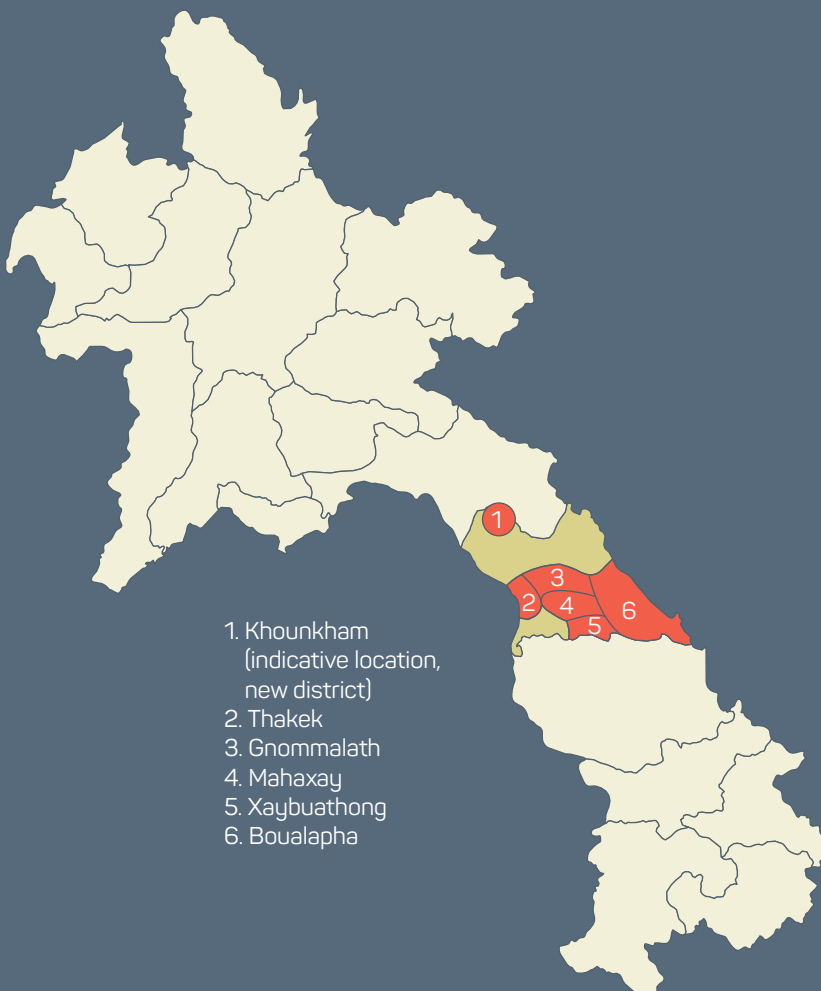 1
3
2
4
6
5
1. Khounkham
(indicative location,
new district)
2. Thakek
3. Gnommalath
4. Mahaxay
5. Xaybuathong
6. Boualapha